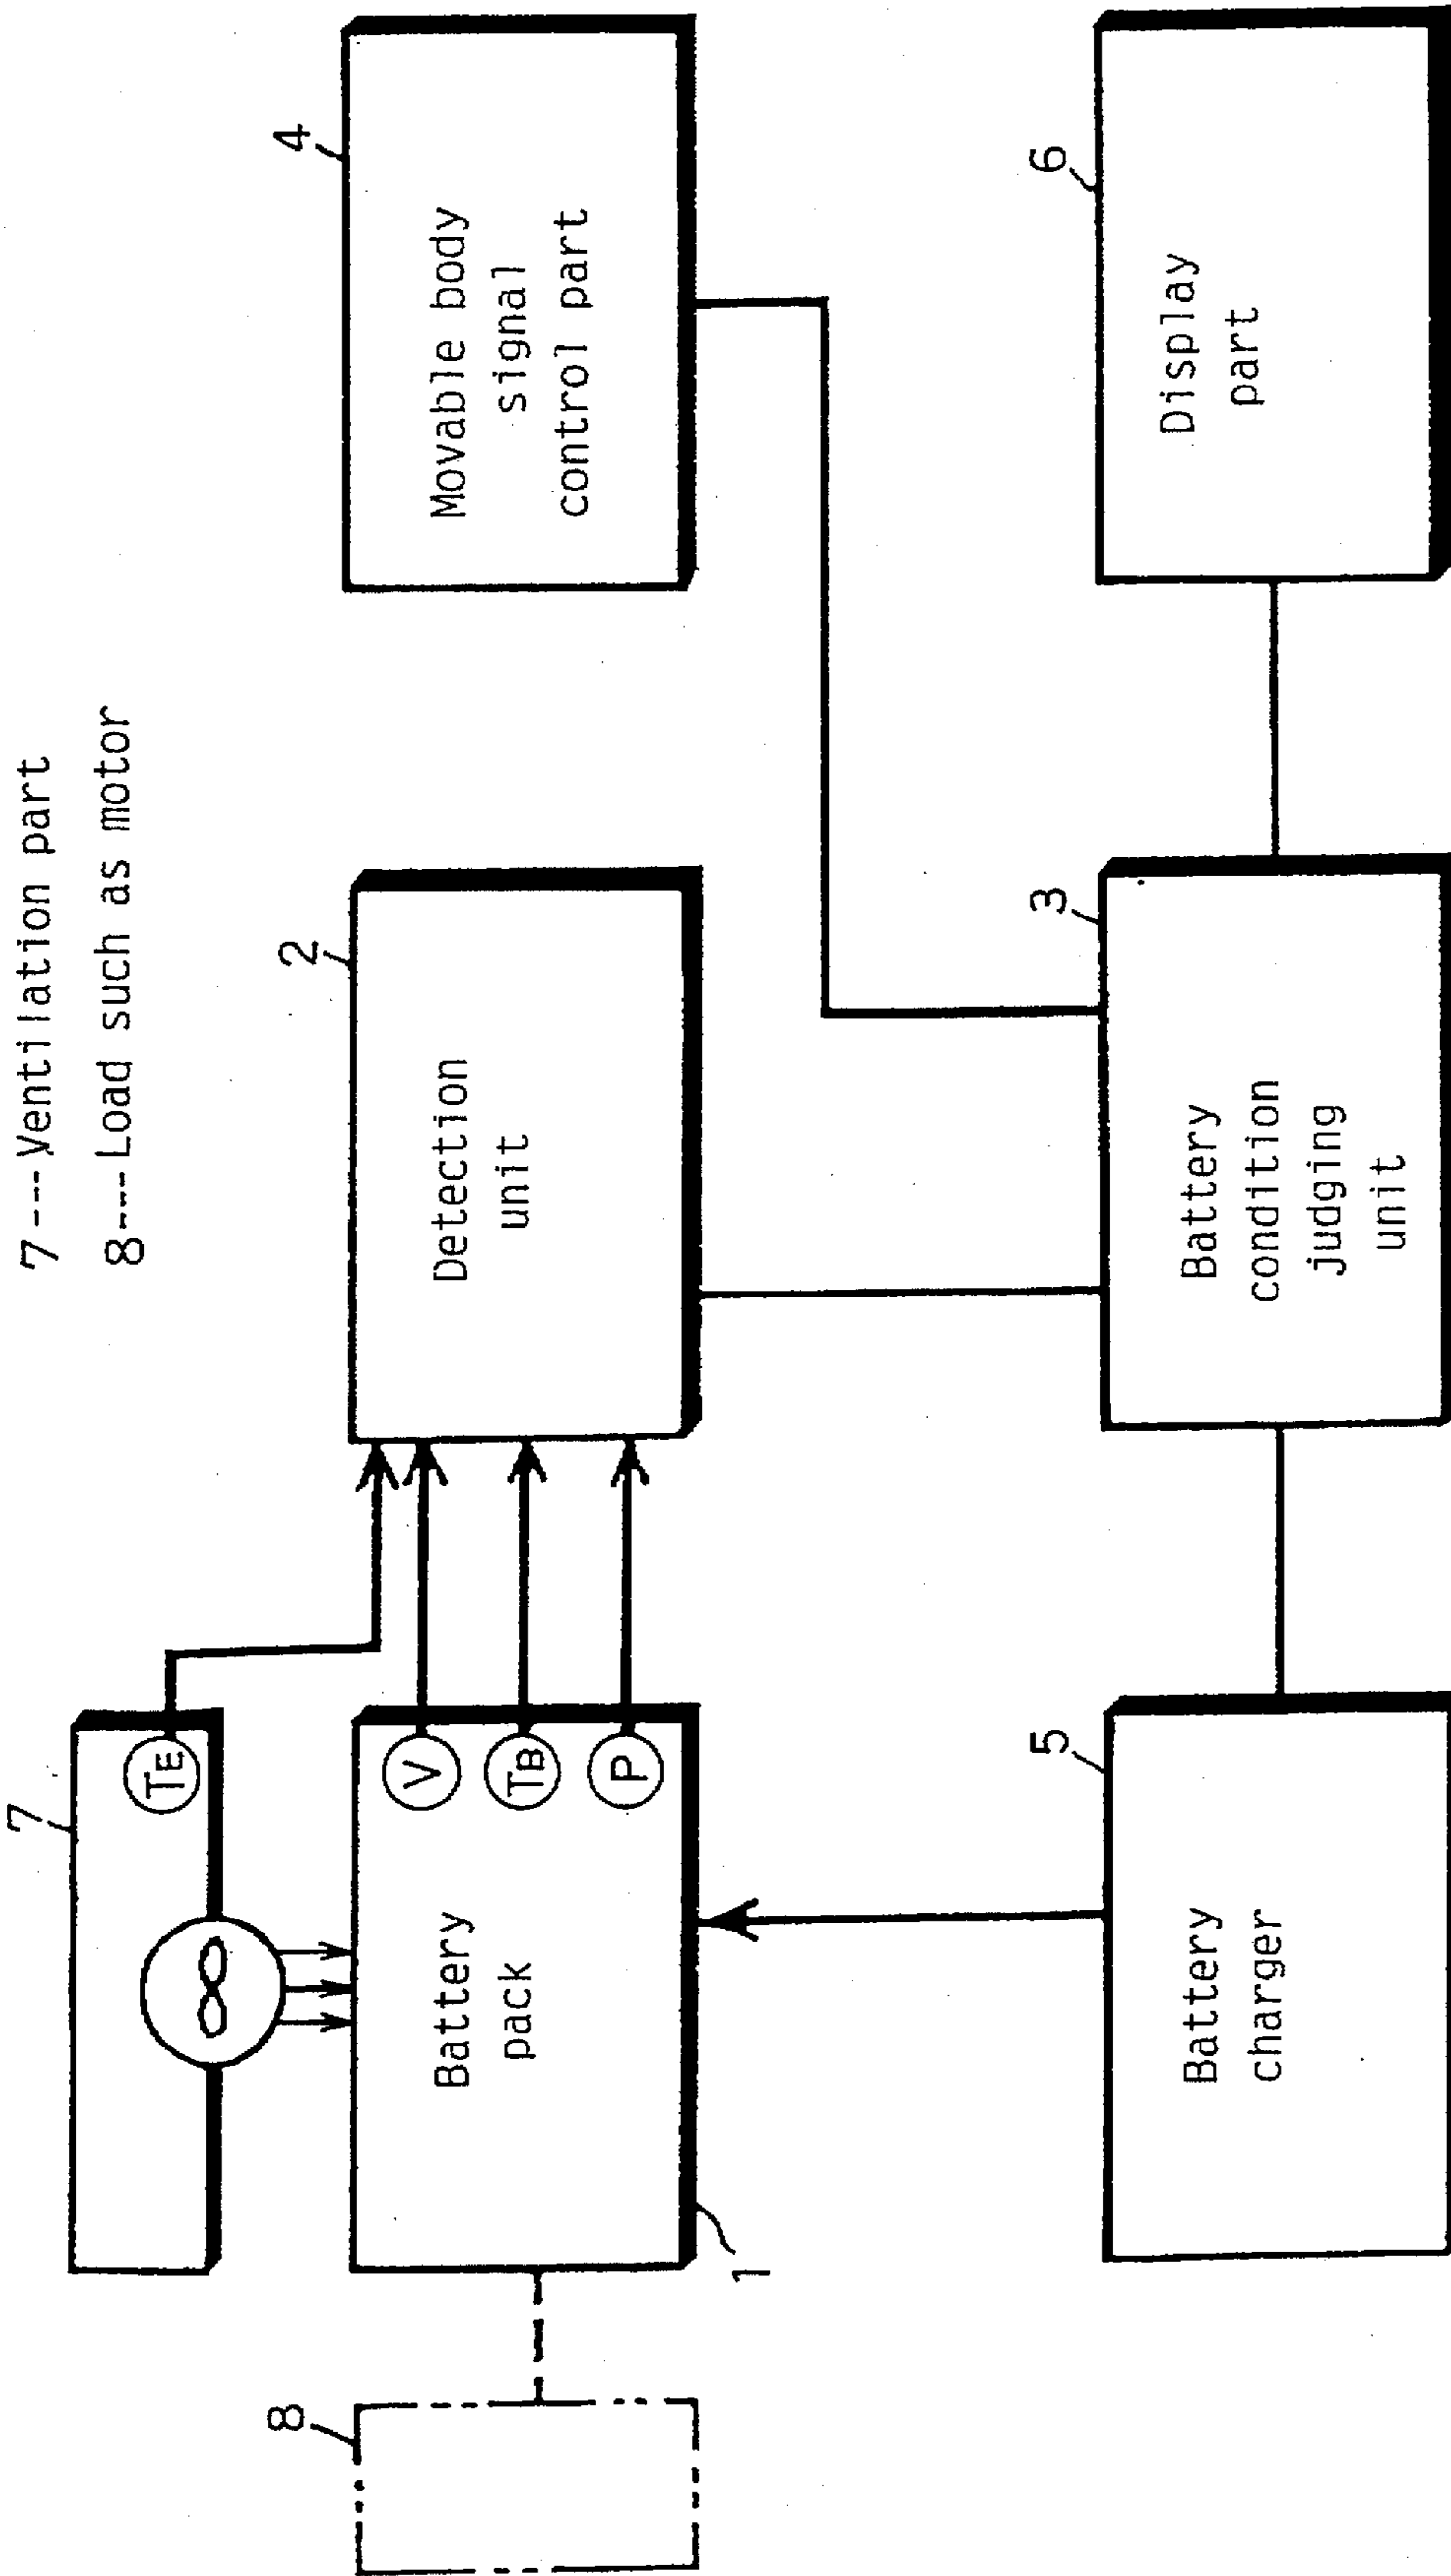 7---Ventilation part
8---Load such as motor
7
TE
8
Battery
pack
V
TB
P
1
2
Detection
unit
4
Movable body
signal
control part
5
Battery
charger
3
Battery
condition
judging
unit
6
Display
part